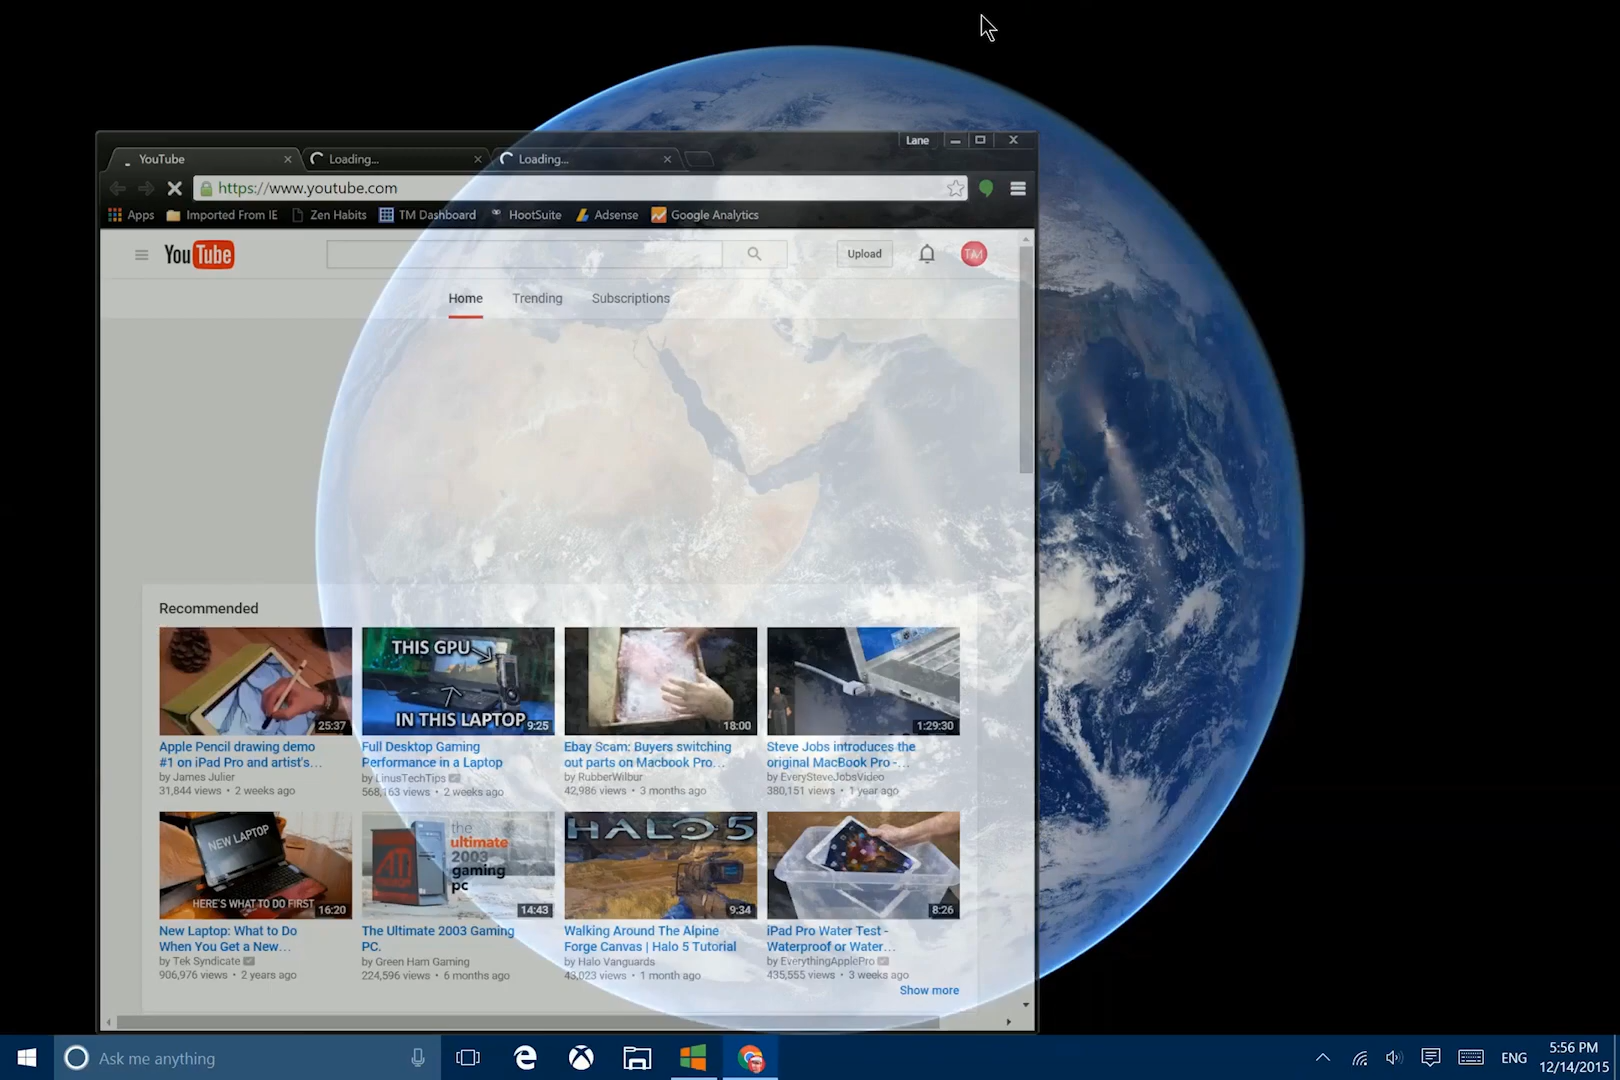 Lane
YouTube
Loading...
Loading...
https://www.youtube.com
Apps
Imported From IE
Zen Habits
TM Dashboard
HootSuite
Adsense
Google Analytics
YouTube
Upload
TM
Home
Trending
Subscriptions
Recommended
25:37
THIS GPU
IN THIS LAPTOP
9:25
18:00
1:29:30
Apple Pencil drawing demo
#1 on iPad Pro and artist's...
by James Julier
31,844 views • 2 weeks ago
Full Desktop Gaming
Performance in a Laptop
by LinusTechTips
568,163 views • 2 weeks ago
Ebay Scam: Buyers switching
out parts on Macbook Pro...
by RubberWilbur
42,986 views • 3 months ago
Steve Jobs introduces the
original MacBook Pro -...
by EverySteveJobsVideo
380,151 views • 1 year ago
NEW LAPTOP
HERE'S WHAT TO DO FIRST
16:20
the
ultimate
2003
gaming
pc
14:43
HALO 5
9:34
8:26
New Laptop: What to Do
When You Get a New...
by Tek Syndicate
906,976 views • 2 years ago
The Ultimate 2003 Gaming
PC.
by Green Ham Gaming
224,596 views • 6 months ago
Walking Around The Alpine
Forge Canvas | Halo 5 Tutorial
by Halo Vanguards
43,023 views • 1 month ago
iPad Pro Water Test -
Waterproof or Water...
by EverythingApplePro
435,555 views • 3 weeks ago
Show more
Ask me anything
ENG
5:56 PM
12/14/2015